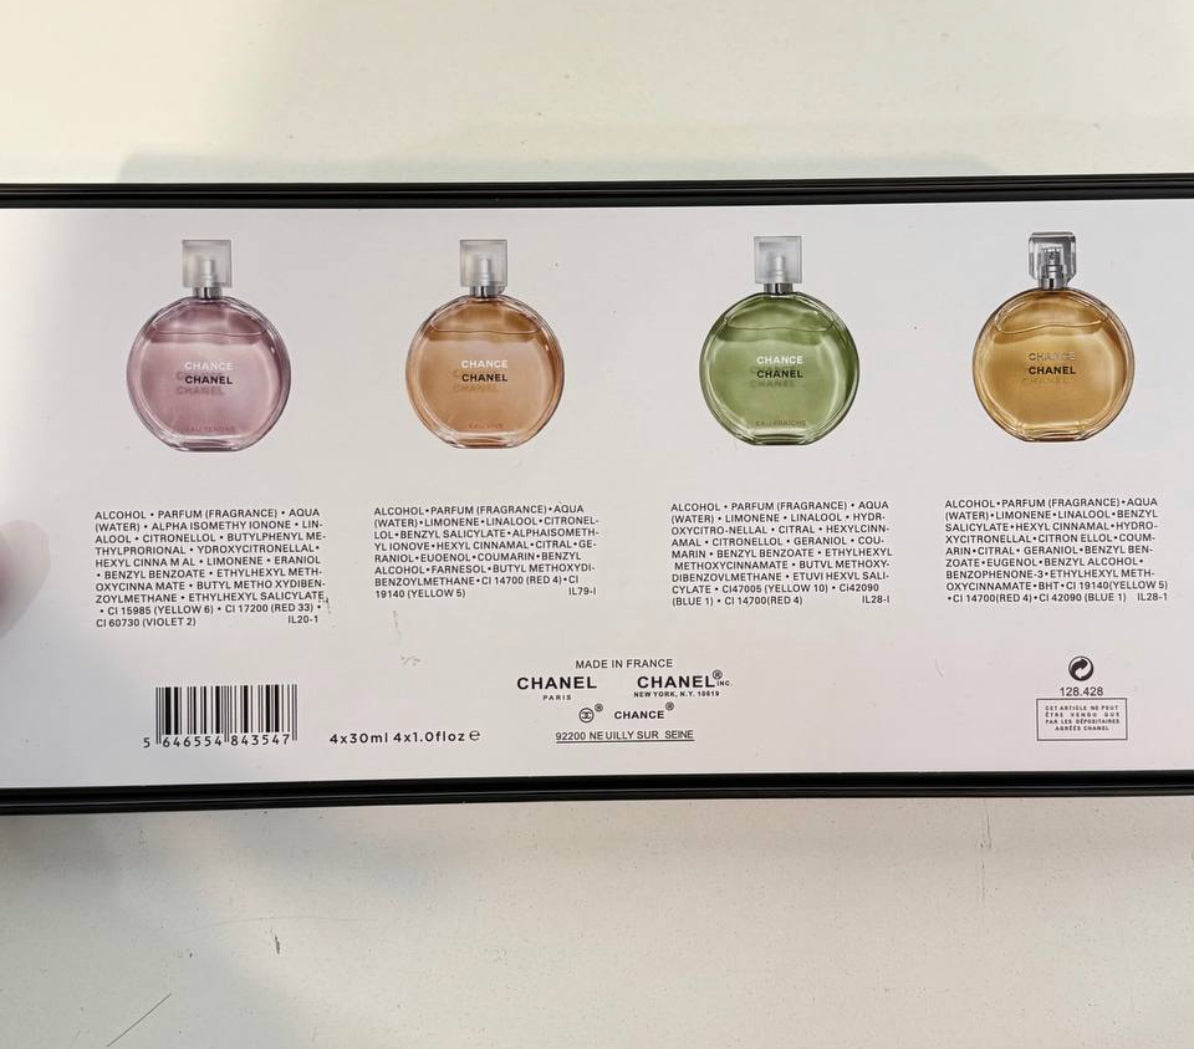 CHANCE
CHANEL
EAU TENDRE
CHANCE
CHANEL
EAU VIVE
CHANCE
CHANEL
EAU FRAÎCHE
CHANCE
CHANEL
ALCOHOL • PARFUM (FRAGRANCE) • AQUA
(WATER) • ALPHA ISOMETHY IONONE • LIN-
ALOOL • CITRONELLOL • BUTYLPHENYL ME-
THYLPRORIONAL • YDROXYCITRONELLAL •
HEXYL CINNA M AL • LIMONENE • ERANIOL
• BENZYL BENZOATE • ETHYLHEXYL METH-
OXYCINNA MATE • BUTYL METHO XYDIBEN-
ZOYLMETHANE • ETHYLHEXYL SALICYLATE
• CI 15985 (YELLOW 6) • CI 17200 (RED 33) •
CI 60730 (VIOLET 2) IL20-1
ALCOHOL•PARFUM (FRAGRANCE)•AQUA
(WATER)•LIMONENE•LINALOOL•CITRONEL-
LOL•BENZYL SALICYLATE•ALPHAISOMETH-
YL IONOVE•HEXYL CINNAMAL•CITRAL•GE-
RANIOL•EUOENOL•COUMARIN•BENZYL
ALCOHOL•FARNESOL•BUTYL METHOXYDI-
BENZOYLMETHANE•CI 14700 (RED 4)•CI
19140 (YELLOW 5) IL79-I
ALCOHOL • PARFUM (FRAGRANCE) • AQUA
(WATER) • LIMONENE • LINALOOL • HYDR-
OXYCITRO-NELLAL • CITRAL • HEXYLCINN-
AMAL • CITRONELLOL • GERANIOL • COU-
MARIN • BENZYL BENZOATE • ETHYLHEXYL
METHOXYCINNAMATE • BUTVL METHOXY-
DIBENZOVLMETHANE • ETUVI HEXVL SALI-
CYLATE • CI47005 (YELLOW 10) • CI42090
(BLUE 1) • CI 14700(RED 4) IL28-I
ALCOHOL•PARFUM (FRAGRANCE)•AQUA
(WATER)•LIMONENE•LINALOOL•BENZYL
SALICYLATE•HEXYL CINNAMAL•HYDRO-
XYCITRONELLAL•CITRON ELLOL•COUM-
ARIN•CITRAL• GERANIOL•BENZYL BEN-
ZOATE•EUGENOL•BENZYL ALCOHOL•
BENZOPHENONE-3•ETHYLHEXYL METH-
OXYCINNAMATE•BHT•CI 19140(YELLOW 5)
•CI 14700(RED 4)•CI 42090 (BLUE 1) IL28-1
5 646554 843547
4x30ml 4x1.0floz ℮
MADE IN FRANCE
CHANEL CHANEL® INC.
PARIS NEW YORK, N.Y. 10019
® CHANCE®
92200 NEUILLY SUR SEINE
128.428
CET ARTICLE NE PEUT
ÊTRE VENDU QUE
PAR LES DÉPOSITAIRES
AGRÉÉS CHANEL